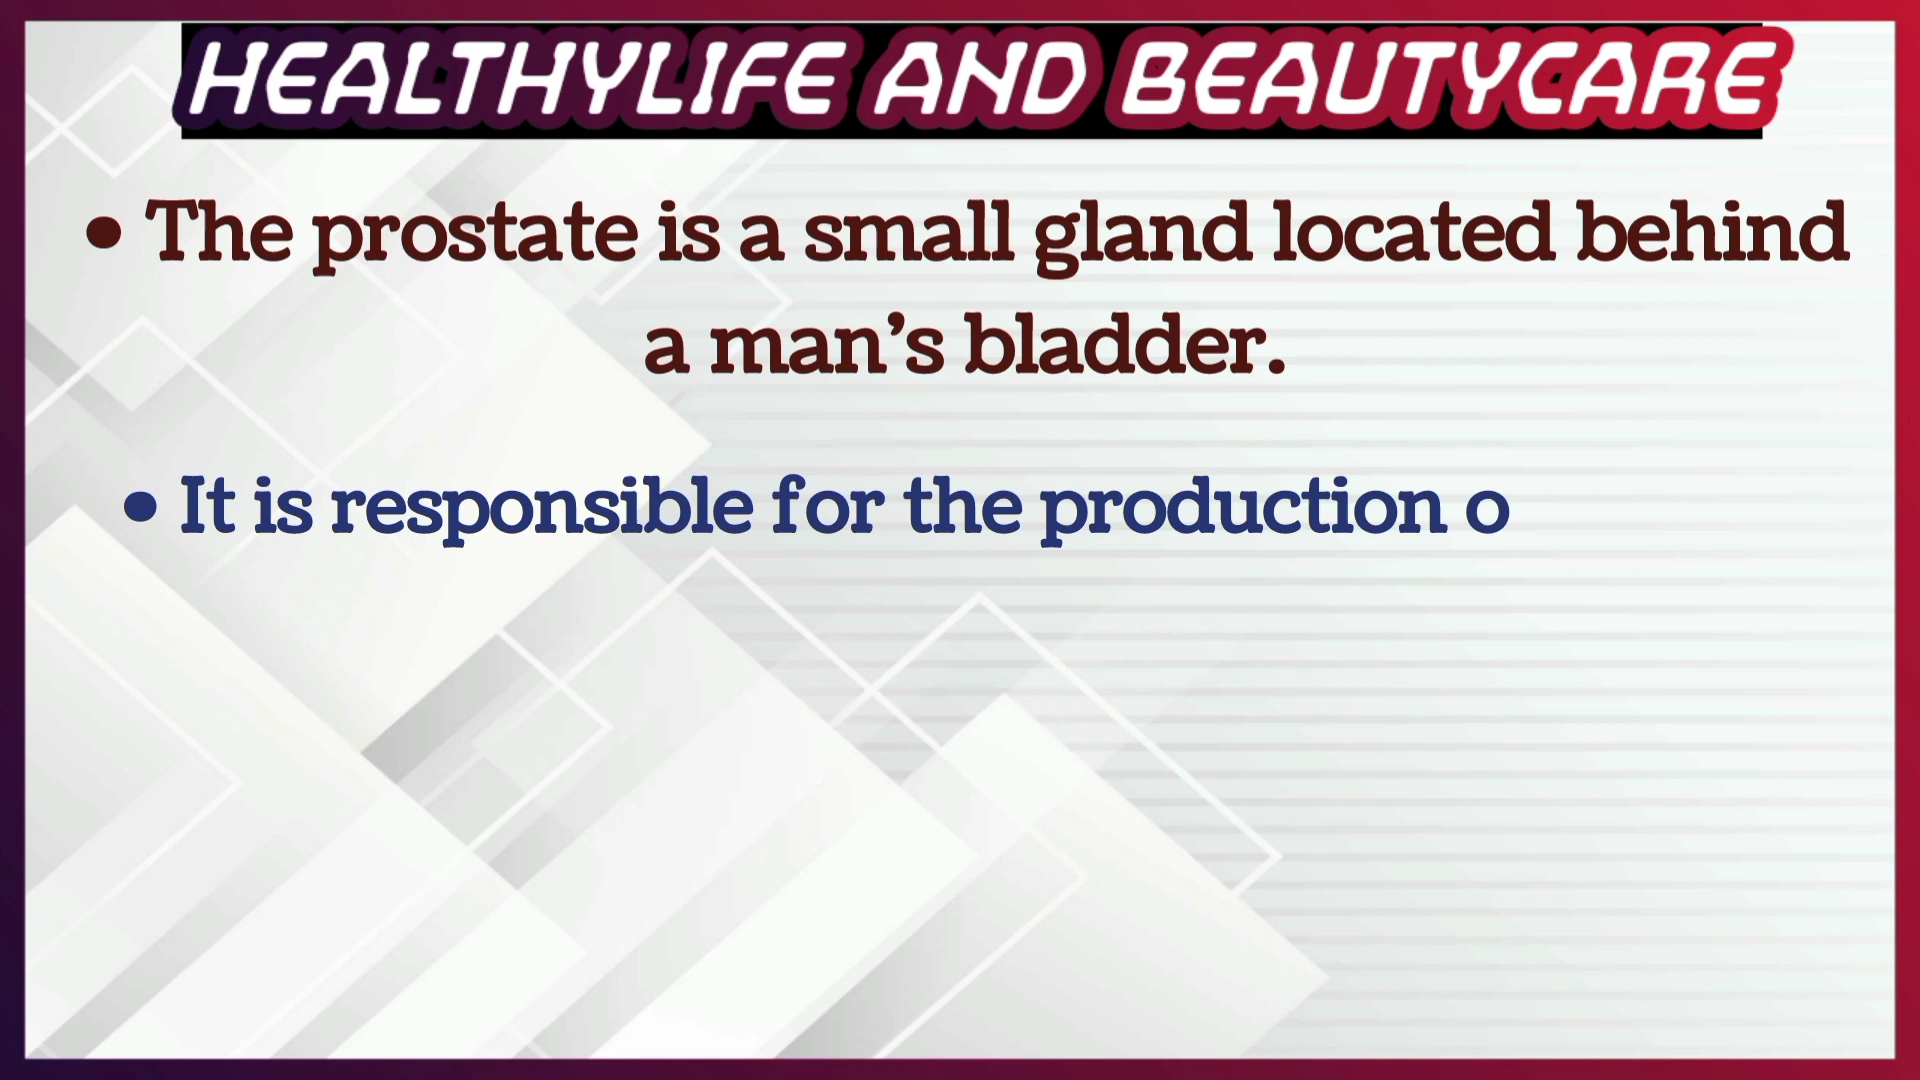 HEALTHYLIFE AND BEAUTYCARE
• The prostate is a small gland located behind
a man’s bladder.
• It is responsible for the production o